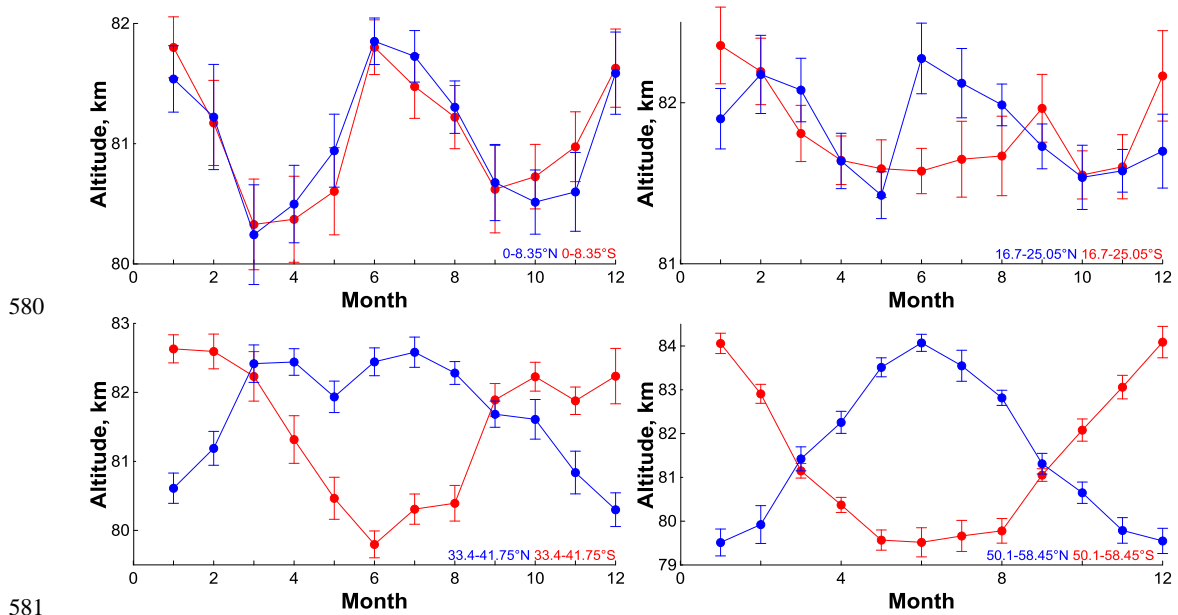 82
81
80
Altitude, km
0-8.35°N 0-8.35°S
0 2 4 6 8 10 12
Month
82
81
Altitude, km
16.7-25.05°N 16.7-25.05°S
0 2 4 6 8 10 12
Month
580
83
82
81
80
Altitude, km
33.4-41.75°N 33.4-41.75°S
0 2 4 6 8 10 12
Month
84
83
82
81
80
79
Altitude, km
50.1-58.45°N 50.1-58.45°S
0 4 6 8 10 12
Month
581